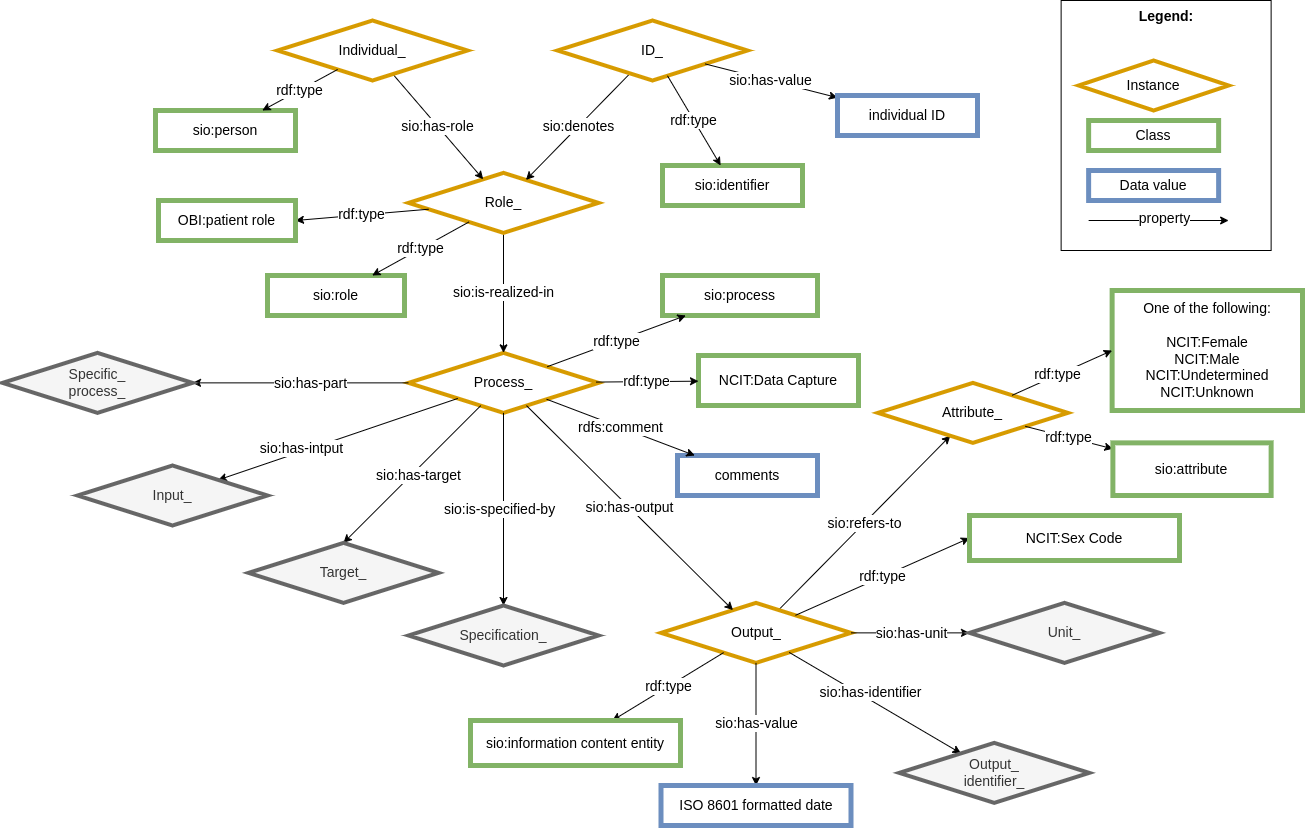 Legend:
Individual_
ID_
rdf:type
sio:has-value
Instance
sio:person
sio:has-role
sio:denotes
rdf:type
individual ID
Class
sio:identifier
Data value
OBI:patient role
rdf:type
Role_
property
rdf:type
sio:role
sio:is-realized-in
sio:process
One of the following:
NCIT:Female
NCIT:Male
NCIT:Undetermined
NCIT:Unknown
rdf:type
Specific_
process_
sio:has-part
Process_
rdf:type
NCIT:Data Capture
rdf:type
Attribute_
rdf:type
sio:has-intput
rdfs:comment
sio:attribute
Input_
sio:has-target
comments
sio:is-specified-by
sio:has-output
sio:refers-to
NCIT:Sex Code
Target_
rdf:type
Specification_
Output_
sio:has-unit
Unit_
rdf:type
sio:has-identifier
sio:has-value
sio:information content entity
Output_
identifier_
ISO 8601 formatted date